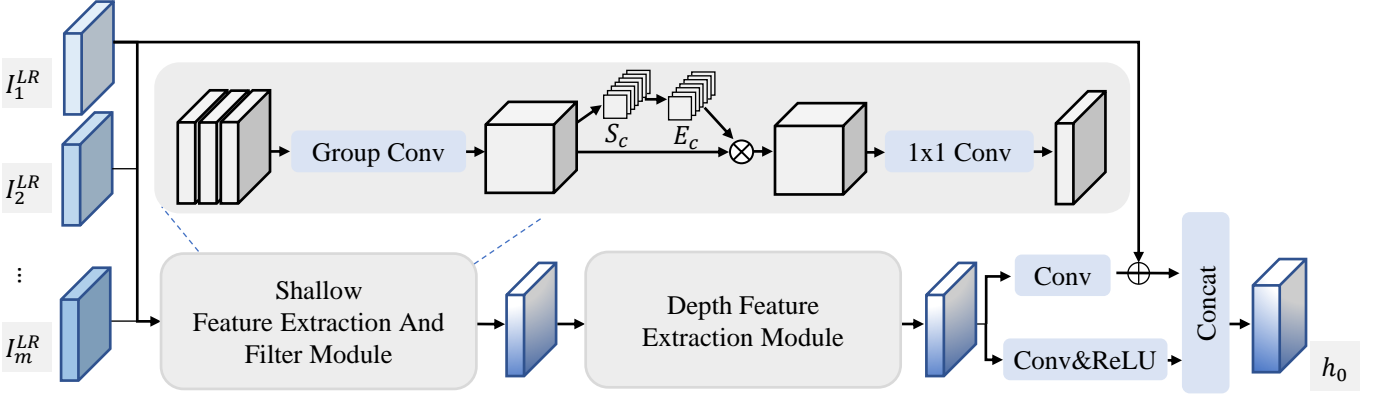 I_1^{LR}
I_2^{LR}
...
I_m^{LR}
Group Conv
S_c
E_c
1x1 Conv
Shallow
Feature Extraction And
Filter Module
Depth Feature
Extraction Module
Conv
Conv&ReLU
Concat
h_0